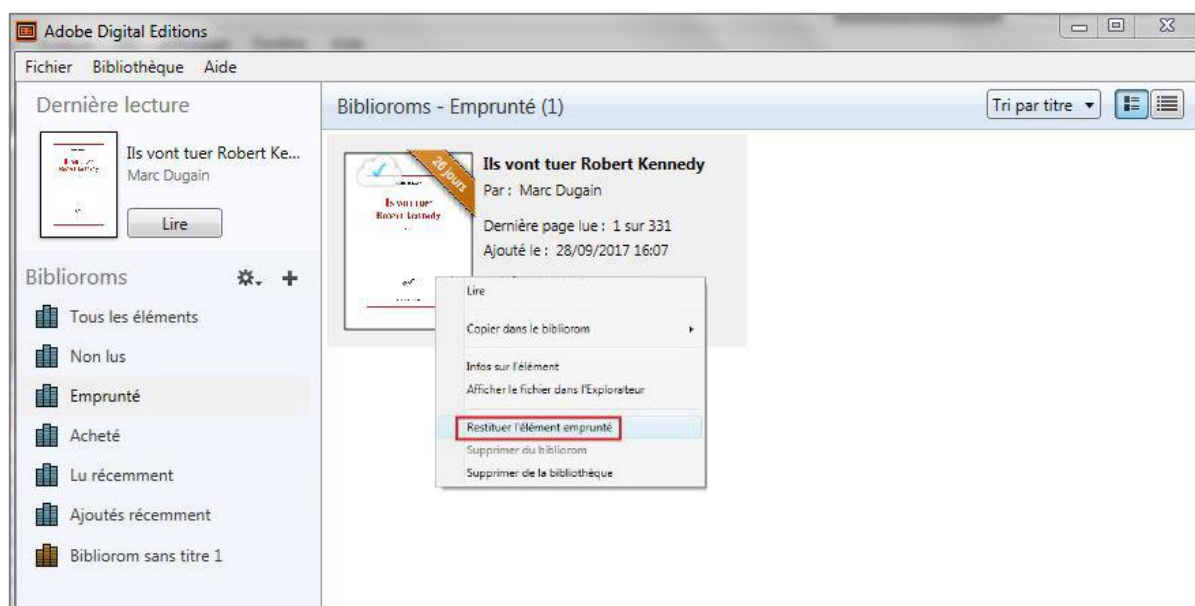 Adobe Digital Editions
Fichier Bibliothèque Aide
Dernière lecture
Ils vont tuer Robert Ke...
Marc Dugain
Lire
Biblioroms
Tous les éléments
Non lus
Emprunté
Acheté
Lu récemment
Ajoutés récemment
Bibliorom sans titre 1
Biblioroms - Emprunté (1)
Tri par titre
26 jours
Ils vont tuer
Robert Kennedy
Ils vont tuer Robert Kennedy
Par : Marc Dugain
Dernière page lue : 1 sur 331
Ajouté le : 28/09/2017 16:07
Lire
Copier dans le bibliorom
Infos sur l'élément
Afficher le fichier dans l'Explorateur
Restituer l'élément emprunté
Supprimer du bibliorom
Supprimer de la bibliothèque